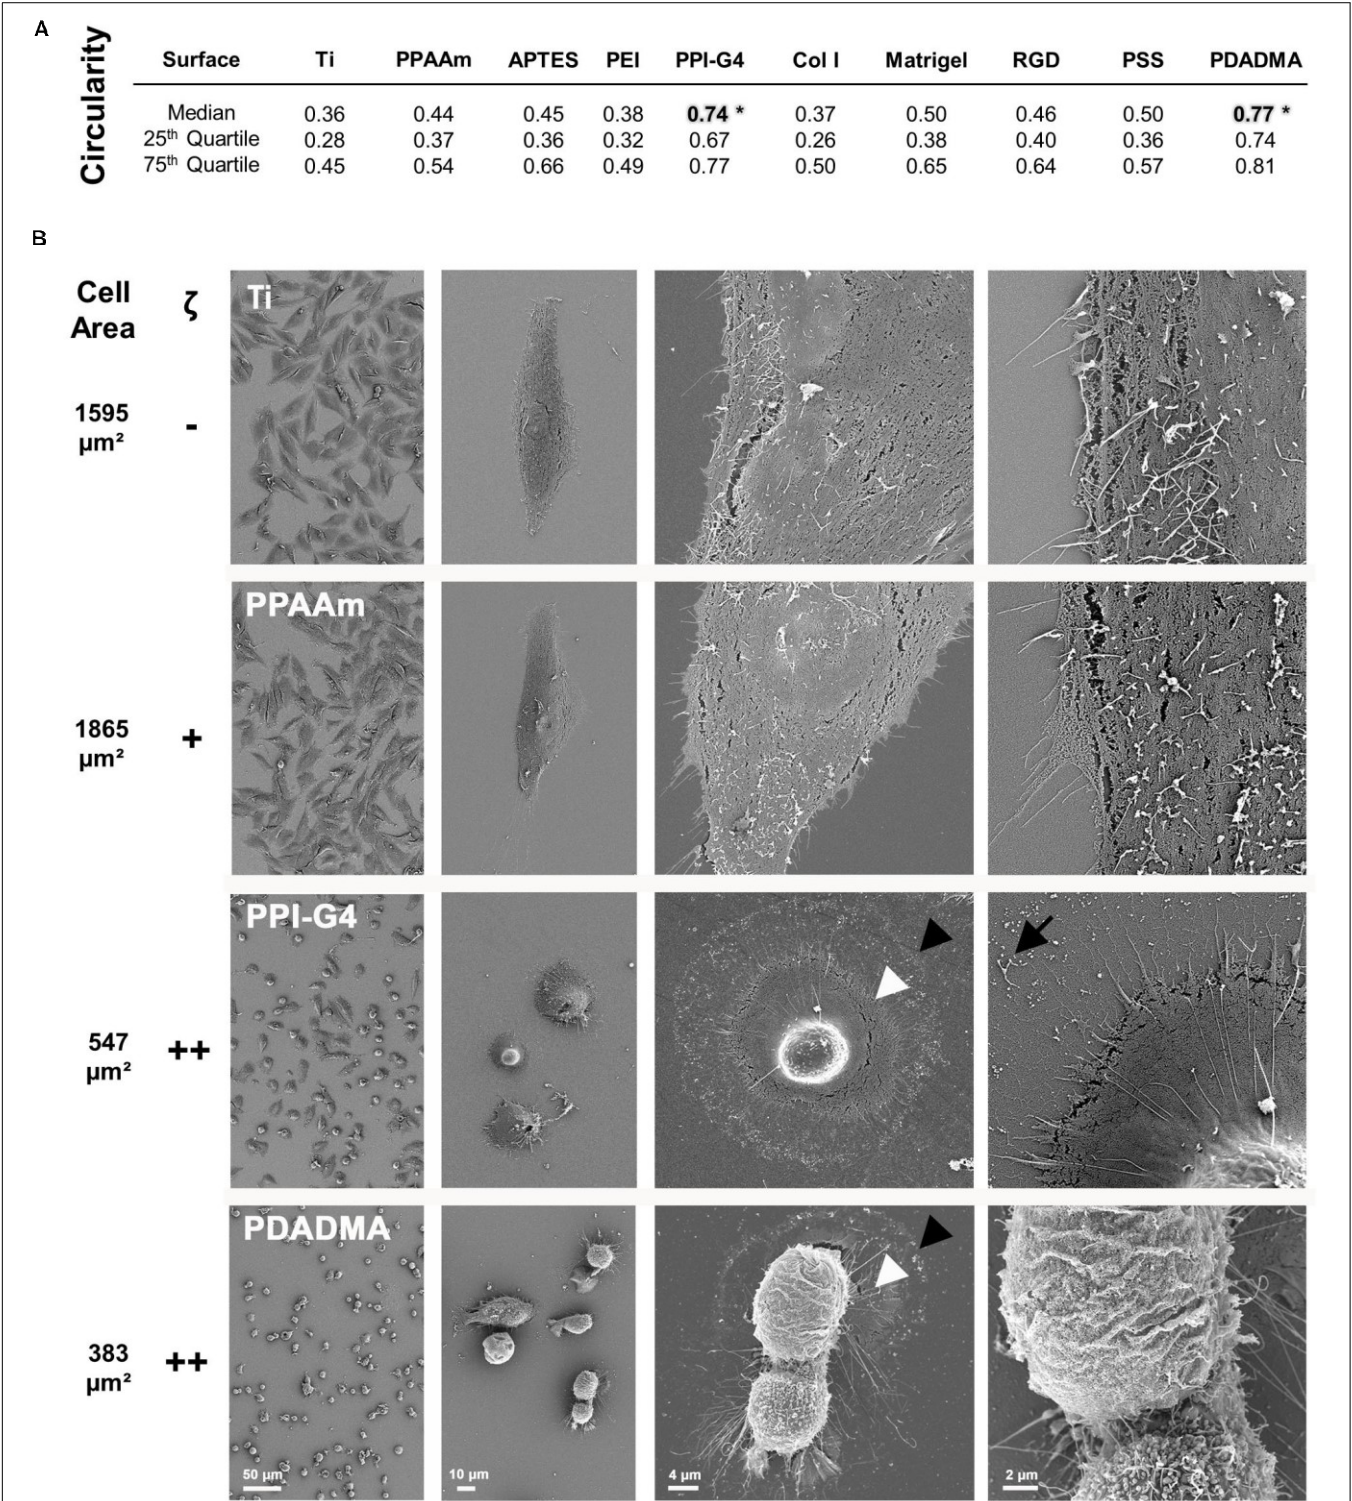 A
Circularity
Surface Ti PPAAm APTES PEI PPI-G4 Col I Matrigel RGD PSS PDADMA
Median 0.36 0.44 0.45 0.38 0.74 * 0.37 0.50 0.46 0.50 0.77 *
25th Quartile 0.28 0.37 0.36 0.32 0.67 0.26 0.38 0.40 0.36 0.74
75th Quartile 0.45 0.54 0.66 0.49 0.77 0.50 0.65 0.64 0.57 0.81
B
Cell
Area
ζ
Ti
1595
µm²
-
PPAAm
1865
µm²
+
PPI-G4
547
µm²
++
PDADMA
383
µm²
++
50 µm
10 µm
4 µm
2 µm